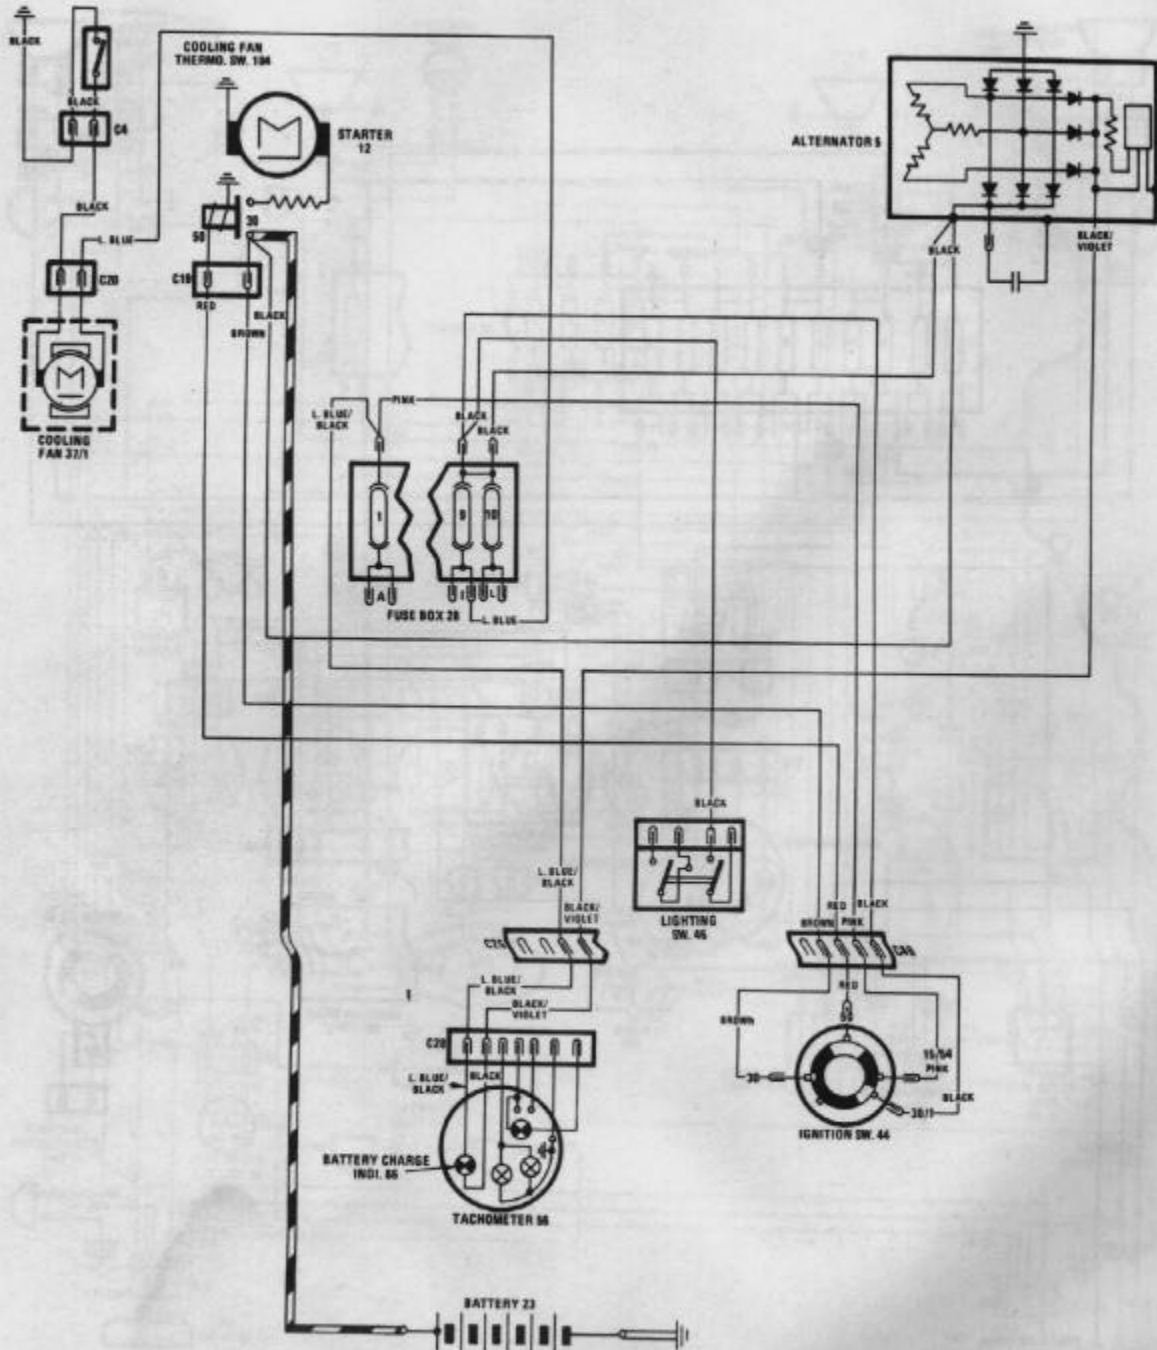 BLACK
COOLING FAN
THERMO. SW. 104
BLACK
C4
STARTER
12
ALTERNATOR 5
BLACK
L. BLUE
30
50
BLACK
BLACK/
VIOLET
C20
C10
RED
BLACK
BROWN
COOLING
FAN 37/1
L. BLUE/
BLACK
PINK
BLACK
BLACK
1
9
10
A
I
L
FUSE BOX 28
L. BLUE
BLACK
L. BLUE/
BLACK
BLACK/
VIOLET
LIGHTING
SW. 46
BROWN
RED
PINK
BLACK
L. BLUE/
BLACK
BLACK/
VIOLET
RED
50
BROWN
C28
L. BLUE/
BLACK
BLACK
30
15/54
PINK
BLACK
30/1
IGNITION SW. 44
BATTERY CHARGE
INDI. 66
TACHOMETER 56
BATTERY 23